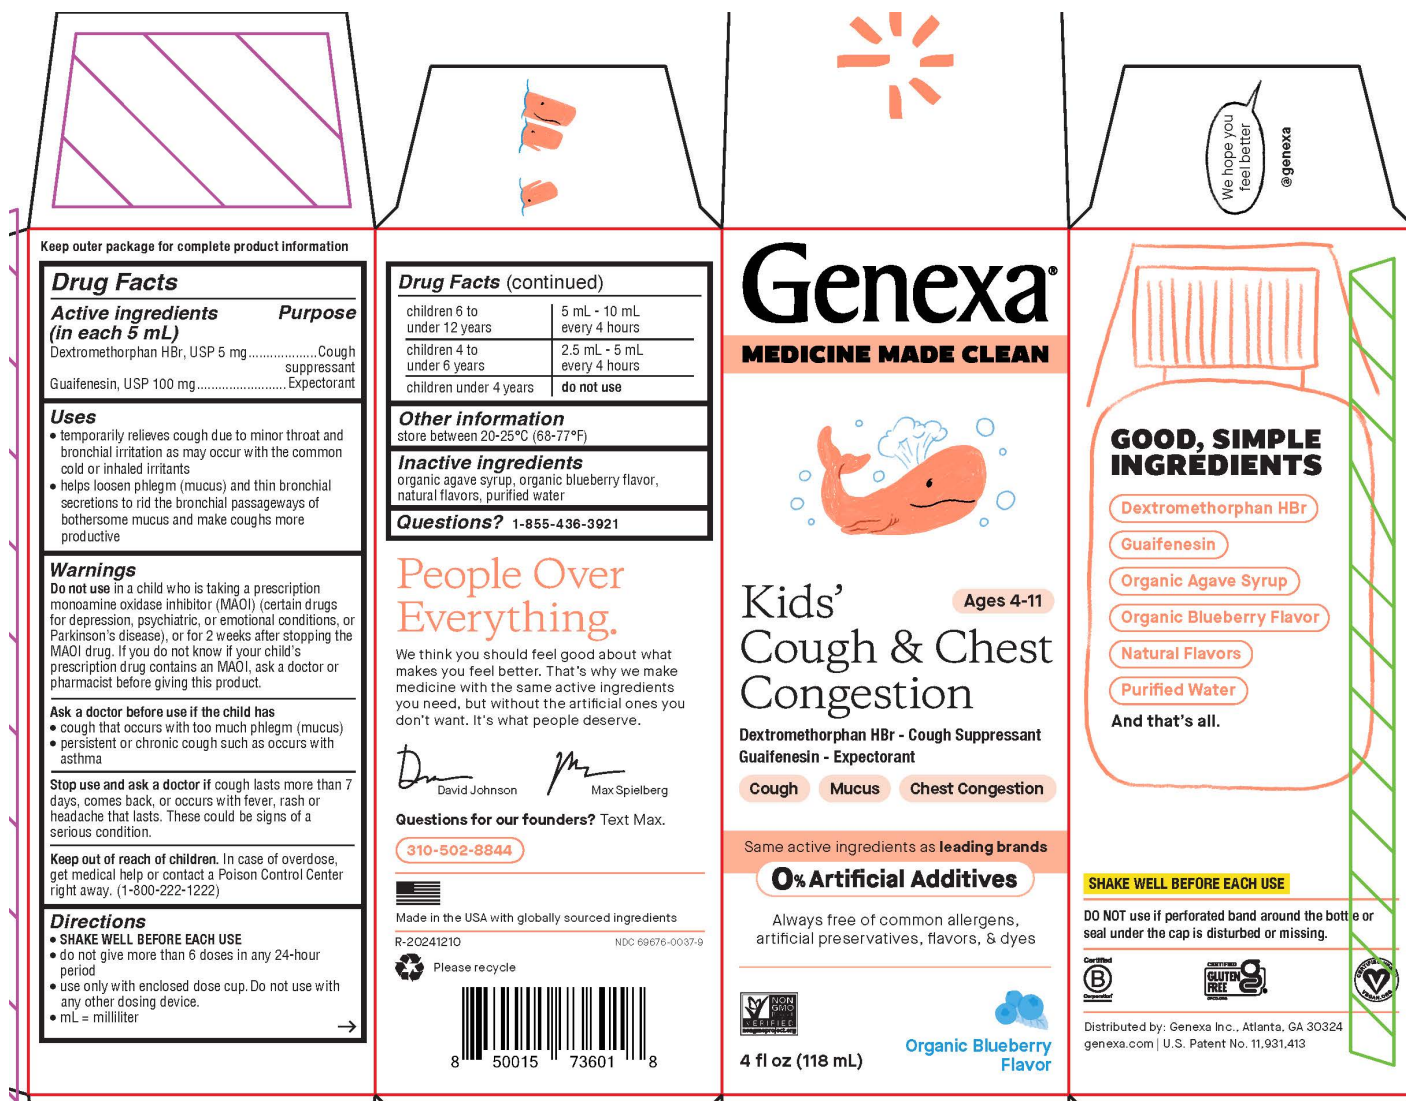 We hope you
feel better
@genexa
Keep outer package for complete product information
Drug Facts
Active ingredients Purpose
(in each 5 mL)
Dextromethorphan HBr, USP 5 mg...................Cough
suppressant
Guaifenesin, USP 100 mg.........................Expectorant
Uses
• temporarily relieves cough due to minor throat and
bronchial irritation as may occur with the common
cold or inhaled irritants
• helps loosen phlegm (mucus) and thin bronchial
secretions to rid the bronchial passageways of
bothersome mucus and make coughs more
productive
Warnings
Do not use in a child who is taking a prescription
monoamine oxidase inhibitor (MAOI) (certain drugs
for depression, psychiatric, or emotional conditions, or
Parkinson's disease), or for 2 weeks after stopping the
MAOI drug. If you do not know if your child's
prescription drug contains an MAOI, ask a doctor or
pharmacist before giving this product.
Ask a doctor before use if the child has
• cough that occurs with too much phlegm (mucus)
• persistent or chronic cough such as occurs with
asthma
Stop use and ask a doctor if cough lasts more than 7
days, comes back, or occurs with fever, rash or
headache that lasts. These could be signs of a
serious condition.
Keep out of reach of children. In case of overdose,
get medical help or contact a Poison Control Center
right away. (1-800-222-1222)
Directions
• SHAKE WELL BEFORE EACH USE
• do not give more than 6 doses in any 24-hour
period
• use only with enclosed dose cup. Do not use with
any other dosing device.
• mL = milliliter
Drug Facts (continued)
children 6 to 5 mL - 10 mL
under 12 years every 4 hours
children 4 to 2.5 mL - 5 mL
under 6 years every 4 hours
children under 4 years do not use
Other information
store between 20-25°C (68-77°F)
Inactive ingredients
organic agave syrup, organic blueberry flavor,
natural flavors, purified water
Questions? 1-855-436-3921
People Over
Everything.
We think you should feel good about what
makes you feel better. That's why we make
medicine with the same active ingredients
you need, but without the artificial ones you
don't want. It's what people deserve.
David Johnson Max Spielberg
Questions for our founders? Text Max.
310-502-8844
Made in the USA with globally sourced ingredients
R-20241210 NDC 69676-0037-9
Please recycle
8 50015 73601 8
Genexa®
MEDICINE MADE CLEAN
Kids'
Ages 4-11
Cough & Chest
Congestion
Dextromethorphan HBr - Cough Suppressant
Guaifenesin - Expectorant
Cough Mucus Chest Congestion
Same active ingredients as leading brands
0% Artificial Additives
Always free of common allergens,
artificial preservatives, flavors, & dyes
NON
GMO
VERIFIED
4 fl oz (118 mL)
Organic Blueberry
Flavor
GOOD, SIMPLE
INGREDIENTS
Dextromethorphan HBr
Guaifenesin
Organic Agave Syrup
Organic Blueberry Flavor
Natural Flavors
Purified Water
And that's all.
SHAKE WELL BEFORE EACH USE
DO NOT use if perforated band around the bottle or
seal under the cap is disturbed or missing.
Certified
B
Corporation
CERTIFIED
GLUTEN
FREE
VEGAN.ORG
Distributed by: Genexa Inc., Atlanta, GA 30324
genexa.com | U.S. Patent No. 11,931,413